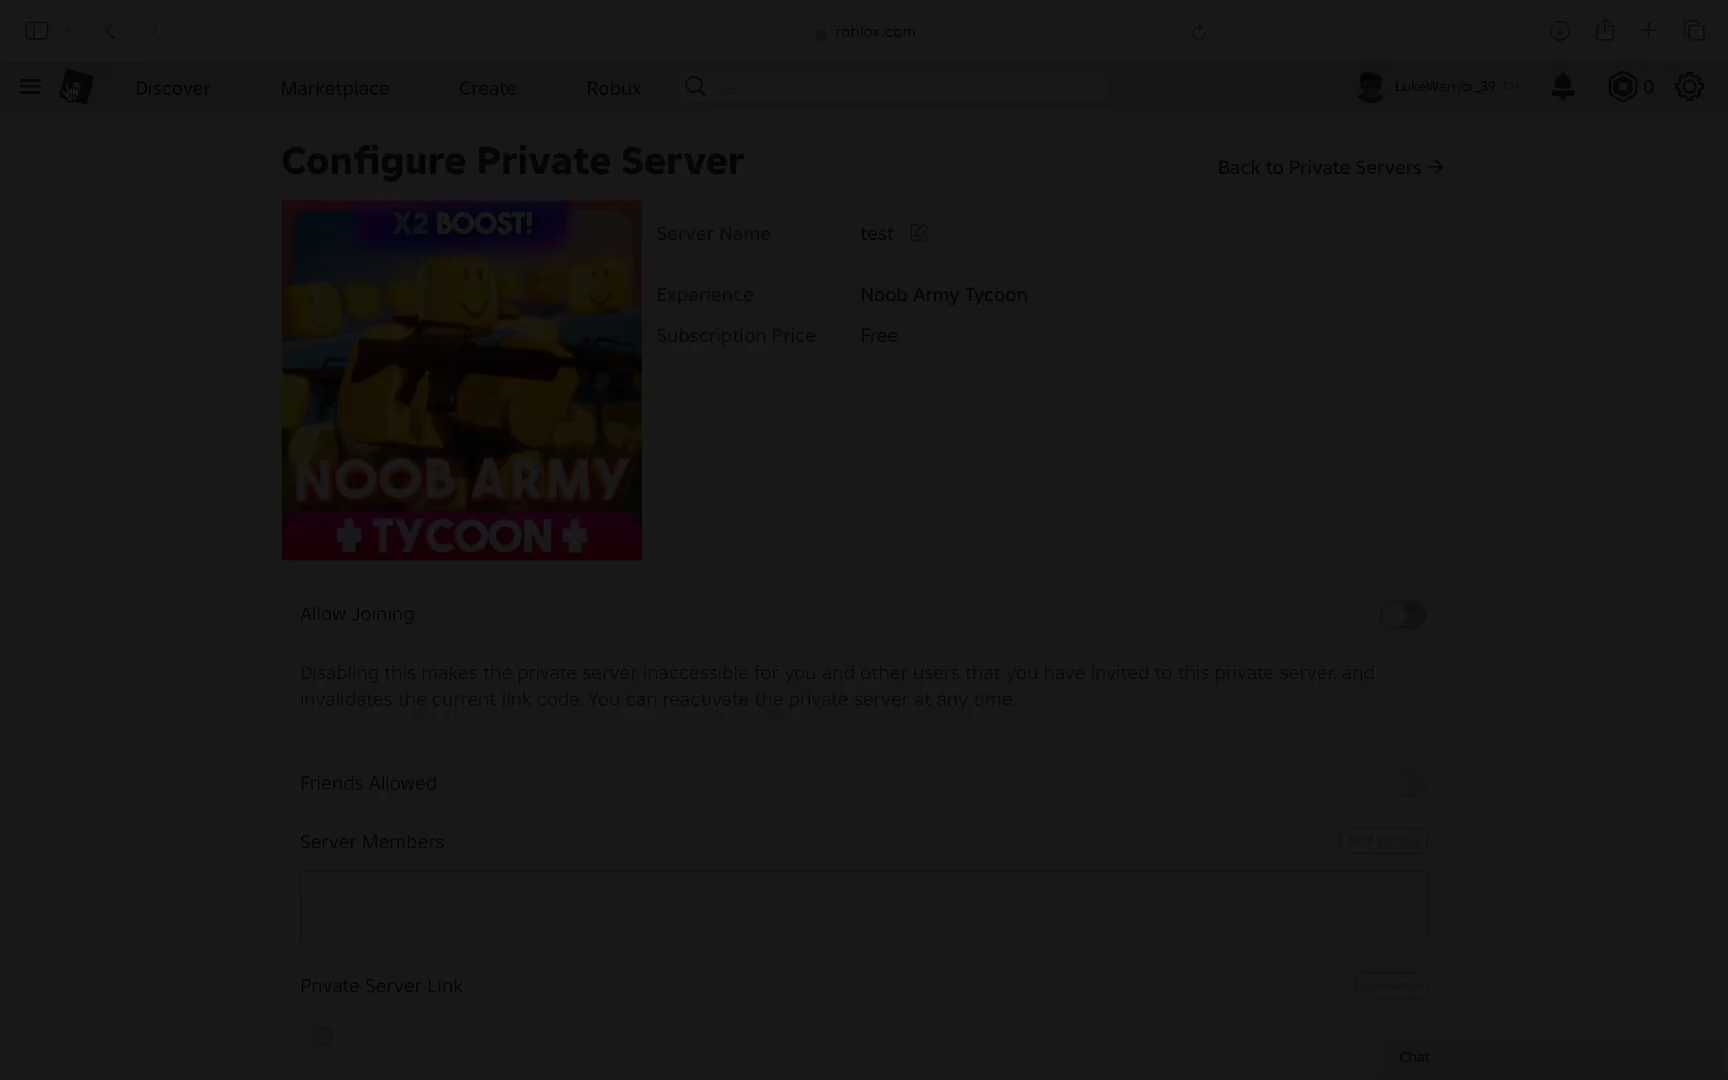 roblox.com
Discover
Marketplace
Create
Robux
LukeWarrior_39
0
Configure Private Server
Back to Private Servers →
X2 BOOST!
NOOB ARMY
TYCOON
Server Name
test
Experience
Noob Army Tycoon
Subscription Price
Free
Allow Joining
Disabling this makes the private server inaccessible for you and other users that you have invited to this private server, and
invalidates the current link code. You can reactivate the private server at any time.
Friends Allowed
Server Members
Private Server Link
Chat